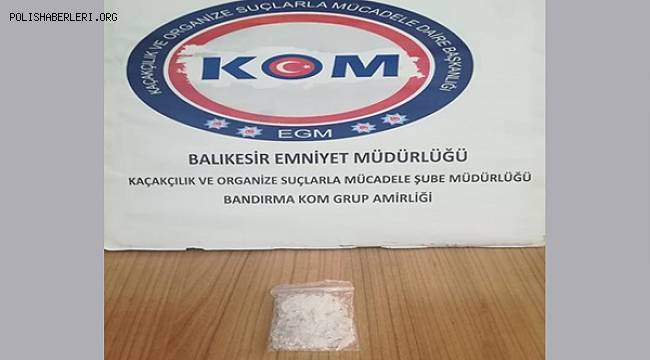 POLISHABERLERI.ORG
KAÇAKÇILIK VE ORGANİZE SUÇLARLA MÜCADELE DAİRE BAŞKANLIĞI
KOM
EGM
BALIKESİR EMNİYET MÜDÜRLÜĞÜ
KAÇAKÇILIK VE ORGANİZE SUÇLARLA MÜCADELE ŞUBE MÜDÜRLÜĞÜ
BANDIRMA KOM GRUP AMİRLİĞİ